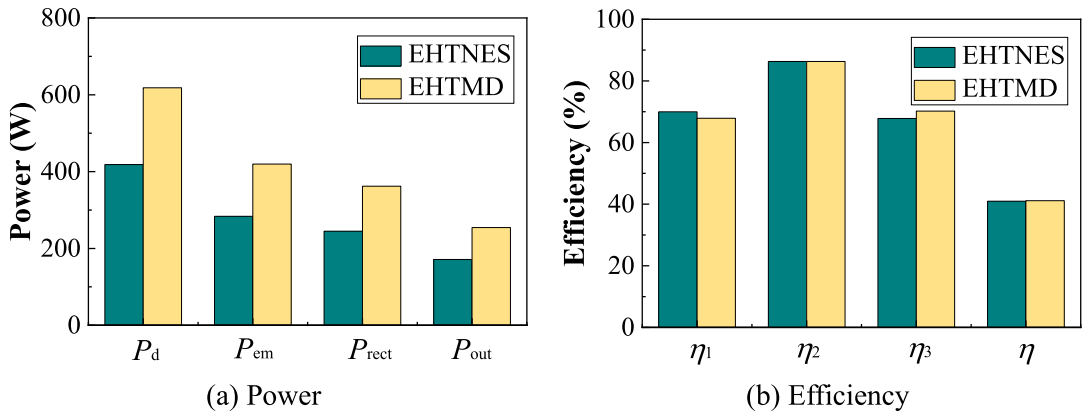 800
600
400
200
0
Power (W)
EHTNES
EHTMD
Pd
Pem
Prect
Pout
(a) Power
100
80
60
40
20
0
Efficiency (%)
EHTNES
EHTMD
η1
η2
η3
η
(b) Efficiency